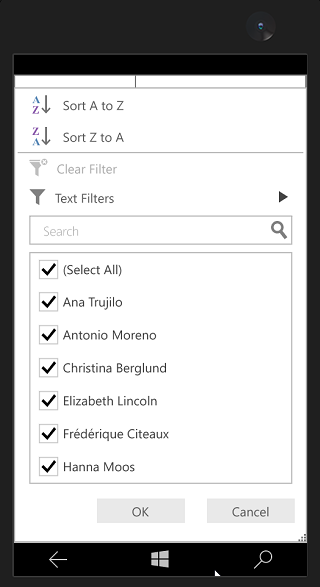 A
Z
Sort A to Z
Z
A
Sort Z to A
Clear Filter
Text Filters
Search
(Select All)
Ana Trujilo
Antonio Moreno
Christina Berglund
Elizabeth Lincoln
Frédérique Citeaux
Hanna Moos
OK Cancel